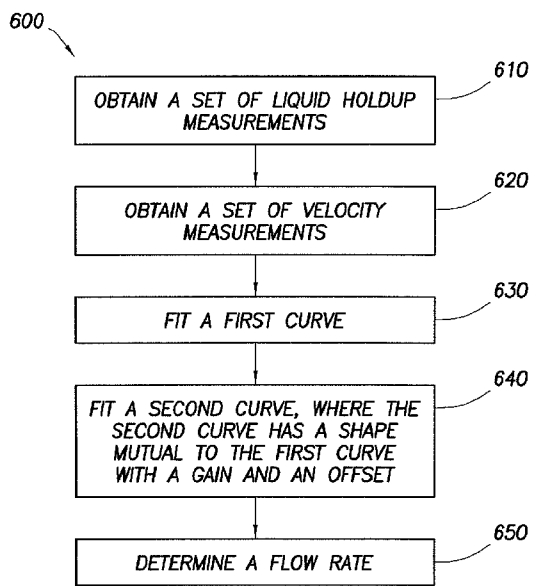 600
610
OBTAIN A SET OF LIQUID HOLDUP
MEASUREMENTS
620
OBTAIN A SET OF VELOCITY
MEASUREMENTS
630
FIT A FIRST CURVE
640
FIT A SECOND CURVE, WHERE THE
SECOND CURVE HAS A SHAPE
MUTUAL TO THE FIRST CURVE
WITH A GAIN AND AN OFFSET
650
DETERMINE A FLOW RATE